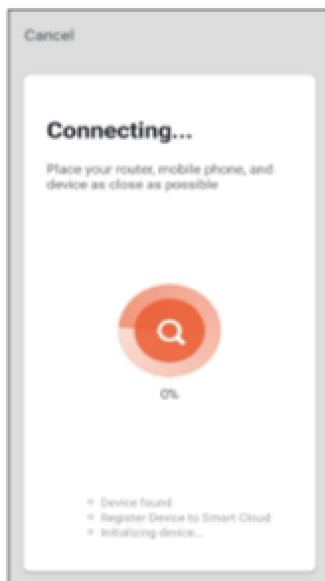 Cancel
Connecting...
Place your router, mobile phone, and
device as close as possible
0%
Device found
Register Device to Smart Cloud
Initializing device...